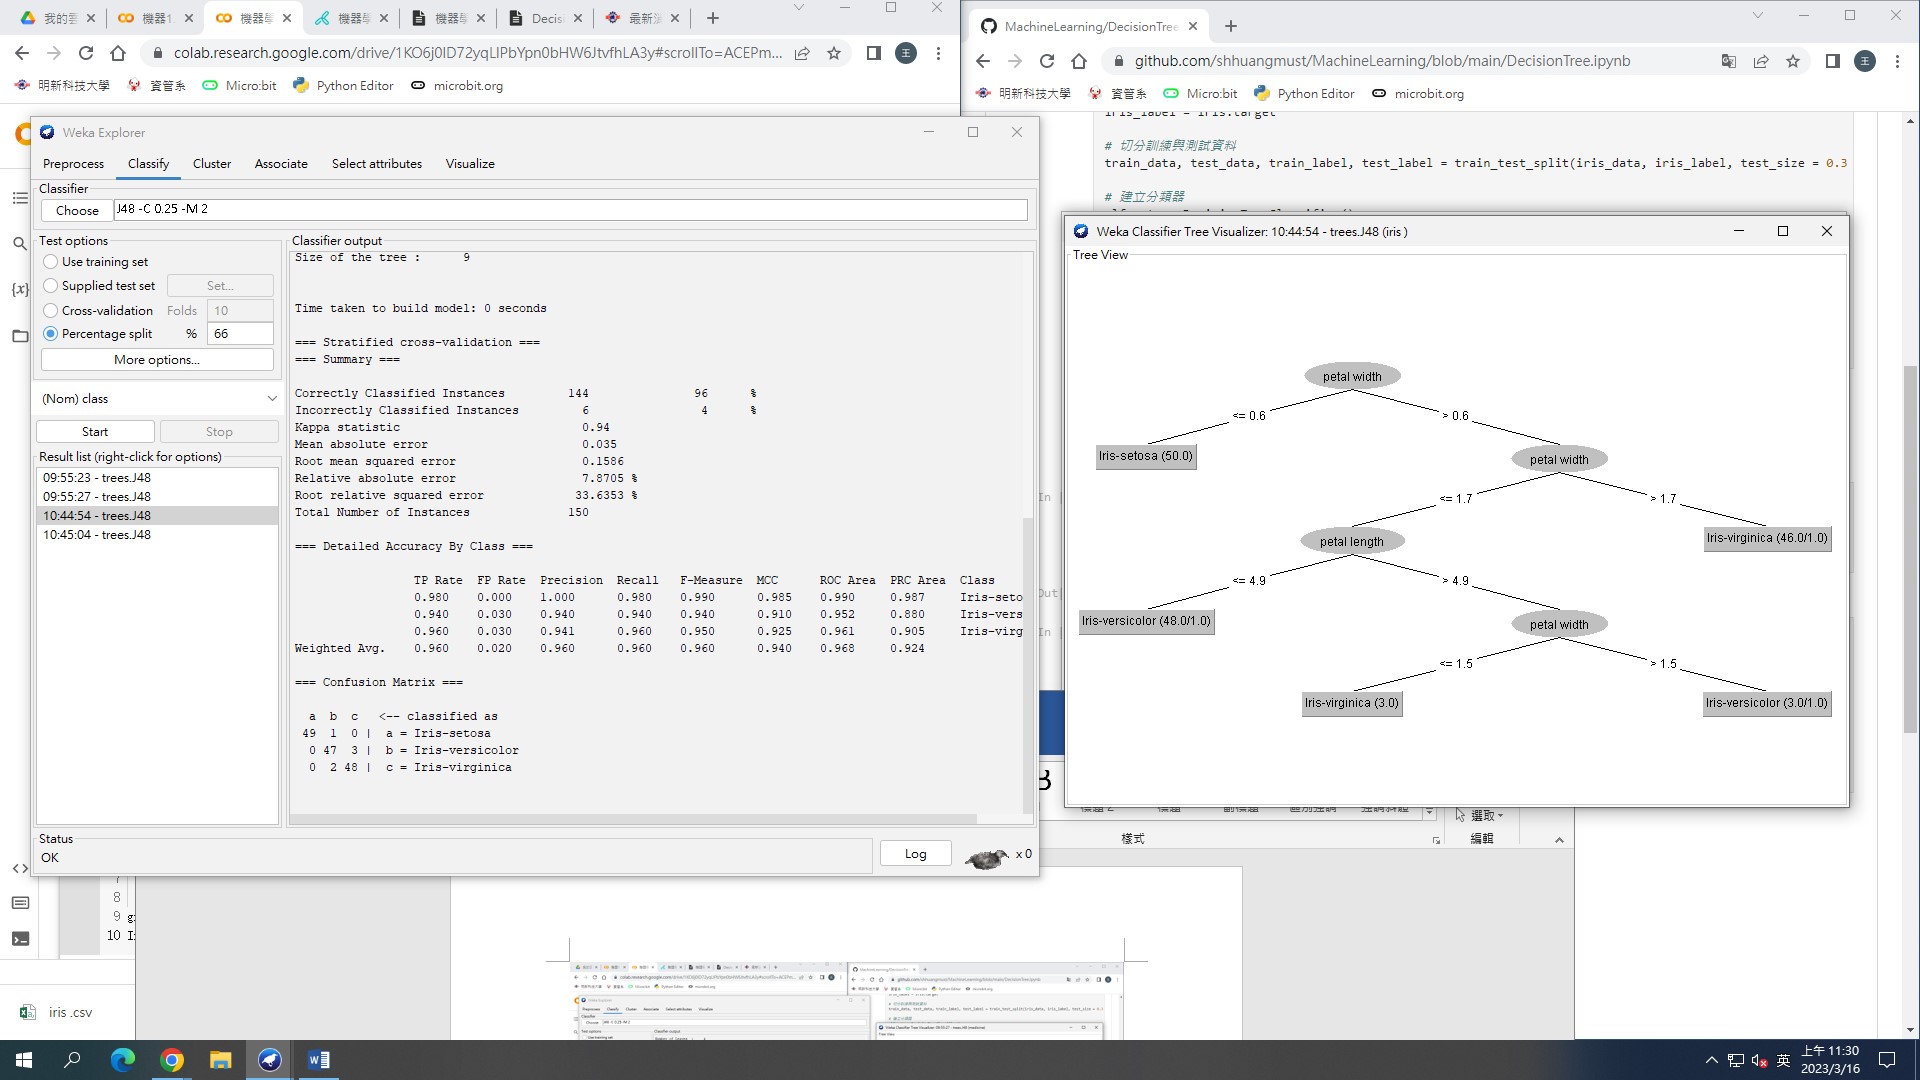 我的雲
機器1
機器學
機器學
機器學
Decisi
最新消
colab.research.google.com/drive/1KO6j0lD72yqLIPbYpn0bHW6JtvfhLA3y#scrollTo=ACEPm...
王
明新科技大學
資管系
Micro:bit
Python Editor
microbit.org
MachineLearning/DecisionTree
github.com/shhuangmust/MachineLearning/blob/main/DecisionTree.ipynb
王
明新科技大學
資管系
Micro:bit
Python Editor
microbit.org
iris_label = iris.target
# 切分訓練與測試資料
train_data, test_data, train_label, test_label = train_test_split(iris_data, iris_label, test_size = 0.3
# 建立分類器
Weka Explorer
Preprocess
Classify
Cluster
Associate
Select attributes
Visualize
Classifier
Choose
J48 -C 0.25 -M 2
Test options
Use training set
Supplied test set
Set...
Cross-validation
Folds
10
Percentage split
%
66
More options...
(Nom) class
Start
Stop
Result list (right-click for options)
09:55:23 - trees.J48
09:55:27 - trees.J48
10:44:54 - trees.J48
10:45:04 - trees.J48
Classifier output
Size of the tree : 9
Time taken to build model: 0 seconds
=== Stratified cross-validation ===
=== Summary ===
Correctly Classified Instances 144 96 %
Incorrectly Classified Instances 6 4 %
Kappa statistic 0.94
Mean absolute error 0.035
Root mean squared error 0.1586
Relative absolute error 7.8705 %
Root relative squared error 33.6353 %
Total Number of Instances 150
=== Detailed Accuracy By Class ===
TP Rate FP Rate Precision Recall F-Measure MCC ROC Area PRC Area Class
0.980 0.000 1.000 0.980 0.990 0.985 0.990 0.987 Iris-seto
0.940 0.030 0.940 0.940 0.940 0.910 0.952 0.880 Iris-vers
0.960 0.030 0.941 0.960 0.950 0.925 0.961 0.905 Iris-virg
Weighted Avg. 0.960 0.020 0.960 0.960 0.960 0.940 0.968 0.924
=== Confusion Matrix ===
a b c <-- classified as
49 1 0 | a = Iris-setosa
0 47 3 | b = Iris-versicolor
0 2 48 | c = Iris-virginica
Status
OK
Log
x 0
Weka Classifier Tree Visualizer: 10:44:54 - trees.J48 (iris )
Tree View
petal width
<= 0.6
> 0.6
Iris-setosa (50.0)
petal width
<= 1.7
> 1.7
petal length
Iris-virginica (46.0/1.0)
<= 4.9
> 4.9
Iris-versicolor (48.0/1.0)
petal width
<= 1.5
> 1.5
Iris-virginica (3.0)
Iris-versicolor (3.0/1.0)
{x}
In [
Out[
In [
選取
樣式
編輯
7
8
9 g
10 I
iris .csv
英
上午 11:30
2023/3/16